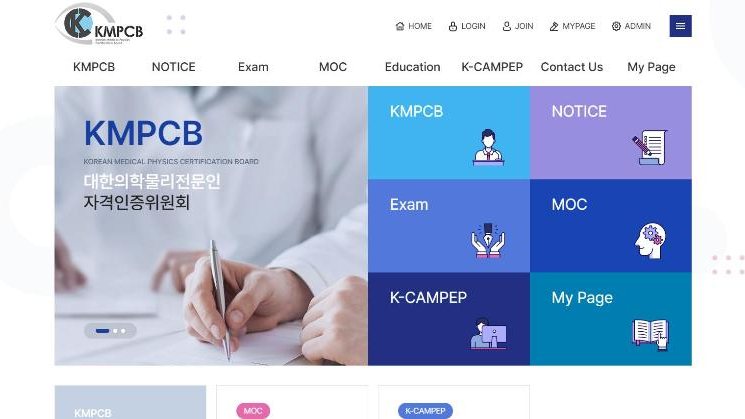 KMPCB
HOME LOGIN JOIN MYPAGE ADMIN
KMPCB NOTICE Exam MOC Education K-CAMPEP Contact Us My Page
KMPCB
KOREAN MEDICAL PHYSICS CERTIFICATION BOARD
대한의학물리전문인
자격인증위원회
KMPCB NOTICE
Exam MOC
K-CAMPEP My Page
KMPCB MOC K-CAMPEP